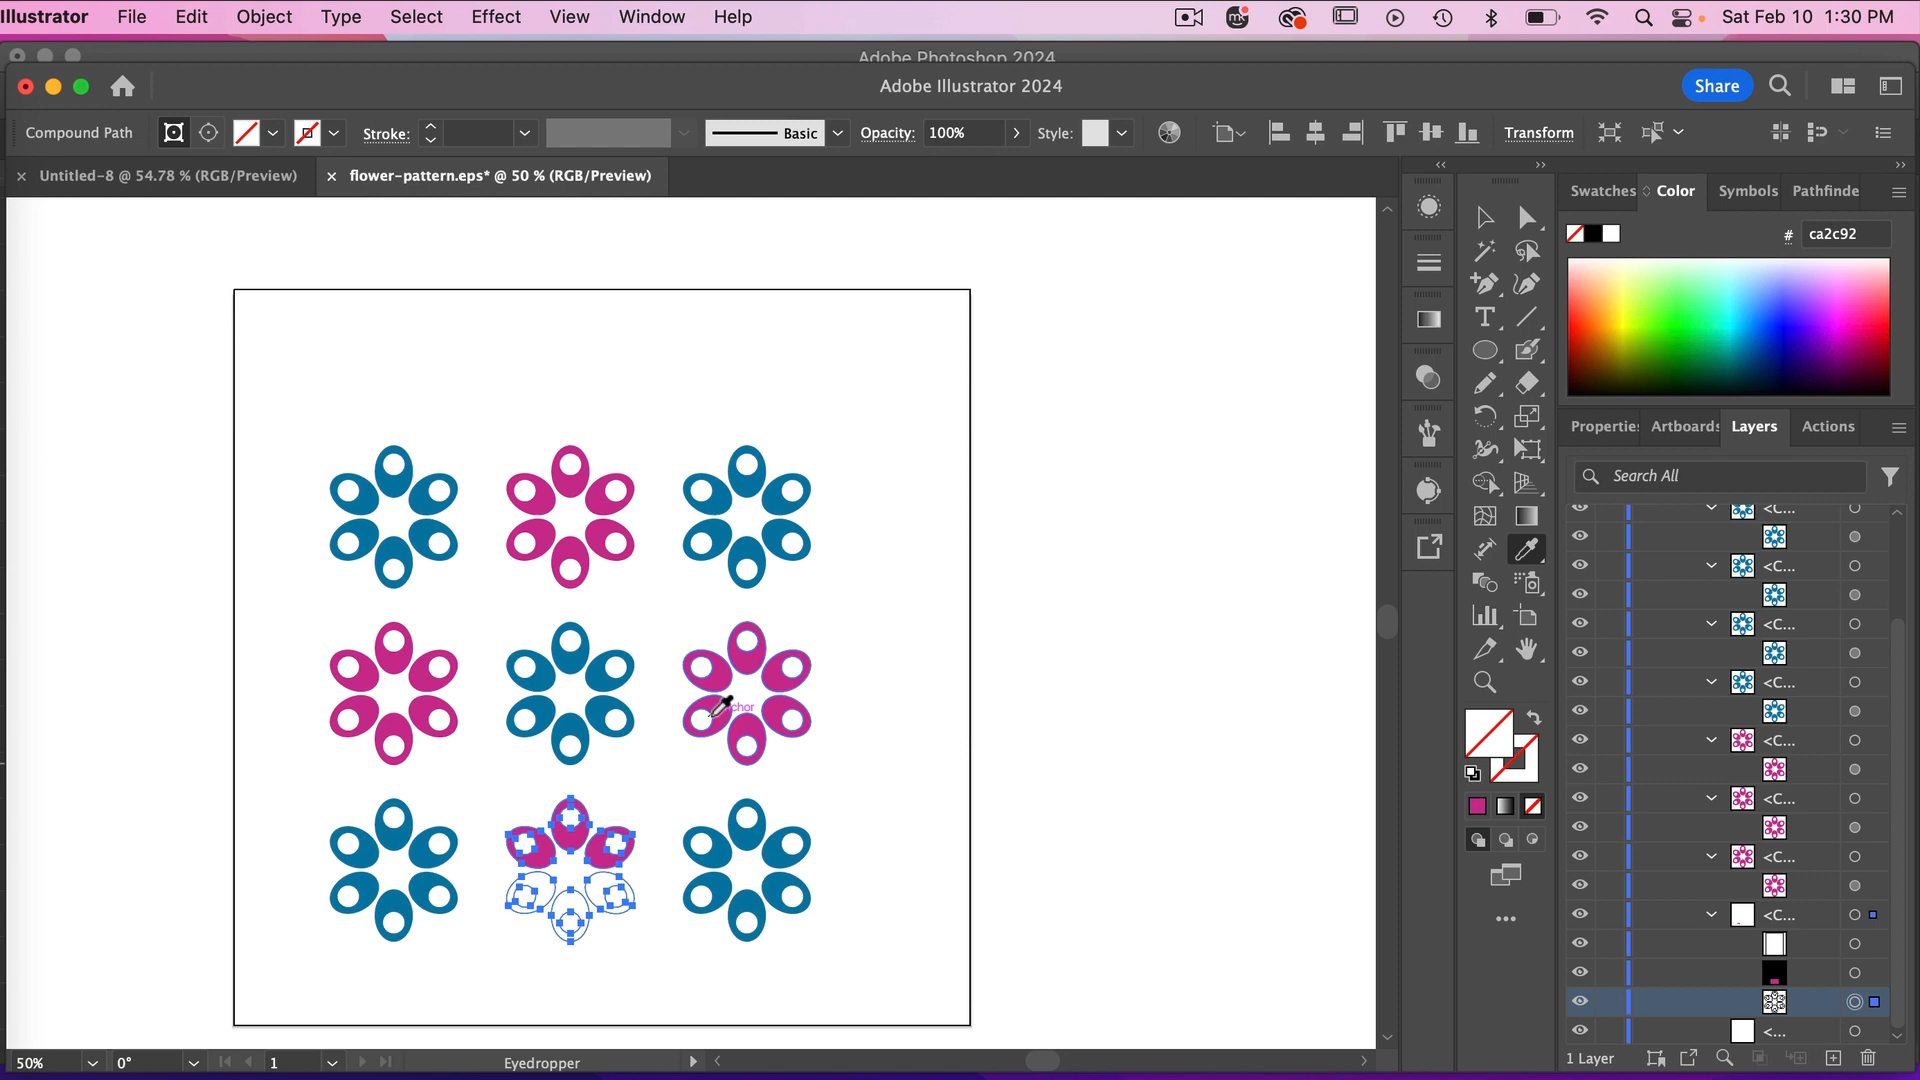 Illustrator File Edit Object Type Select Effect View Window Help Sat Feb 10 1:30 PM
Adobe Photoshop 2024
Adobe Illustrator 2024 Share
Compound Path Stroke: Basic Opacity: 100% Style: Transform
Untitled-8 @ 54.78 % (RGB/Preview) flower-pattern.eps* @ 50 % (RGB/Preview)
Swatches Color Symbols Pathfinde
# ca2c92
Properties Artboards Layers Actions
Search All
<C...
<C...
<C...
<C...
<C...
<C...
<C...
<C...
<...
chor
50% 0° 1 Eyedropper 1 Layer